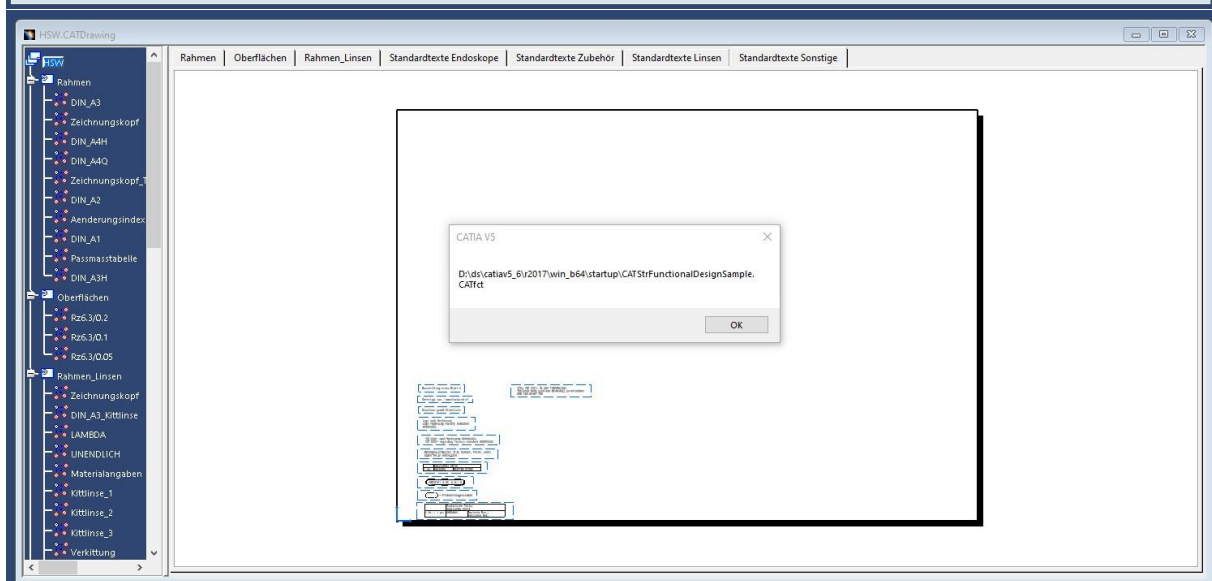 HSW.CATDrawing
HSW
Rahmen
DIN_A3
Zeichnungskopf
DIN_A4H
DIN_A4Q
Zeichnungskopf_T
DIN_A2
Aenderungsindex
DIN_A1
Passmasstabelle
DIN_A3H
Oberflächen
Rz6.3/0.2
Rz6.3/0.1
Rz6.3/0.05
Rahmen_Linsen
Zeichnungskopf
DIN_A3_Kittlinse
LAMBDA
UNENDLICH
Materialangaben
Kittlinse_1
Kittlinse_2
Kittlinse_3
Verkittung
Rahmen Oberflächen Rahmen_Linsen Standardtexte Endoskope Standardtexte Zubehör Standardtexte Linsen Standardtexte Sonstige
CATIA V5
D:\ds\catiav5_6\r2017\win_b64\startup\CATStrFunctionalDesignSample.
CATfct
OK